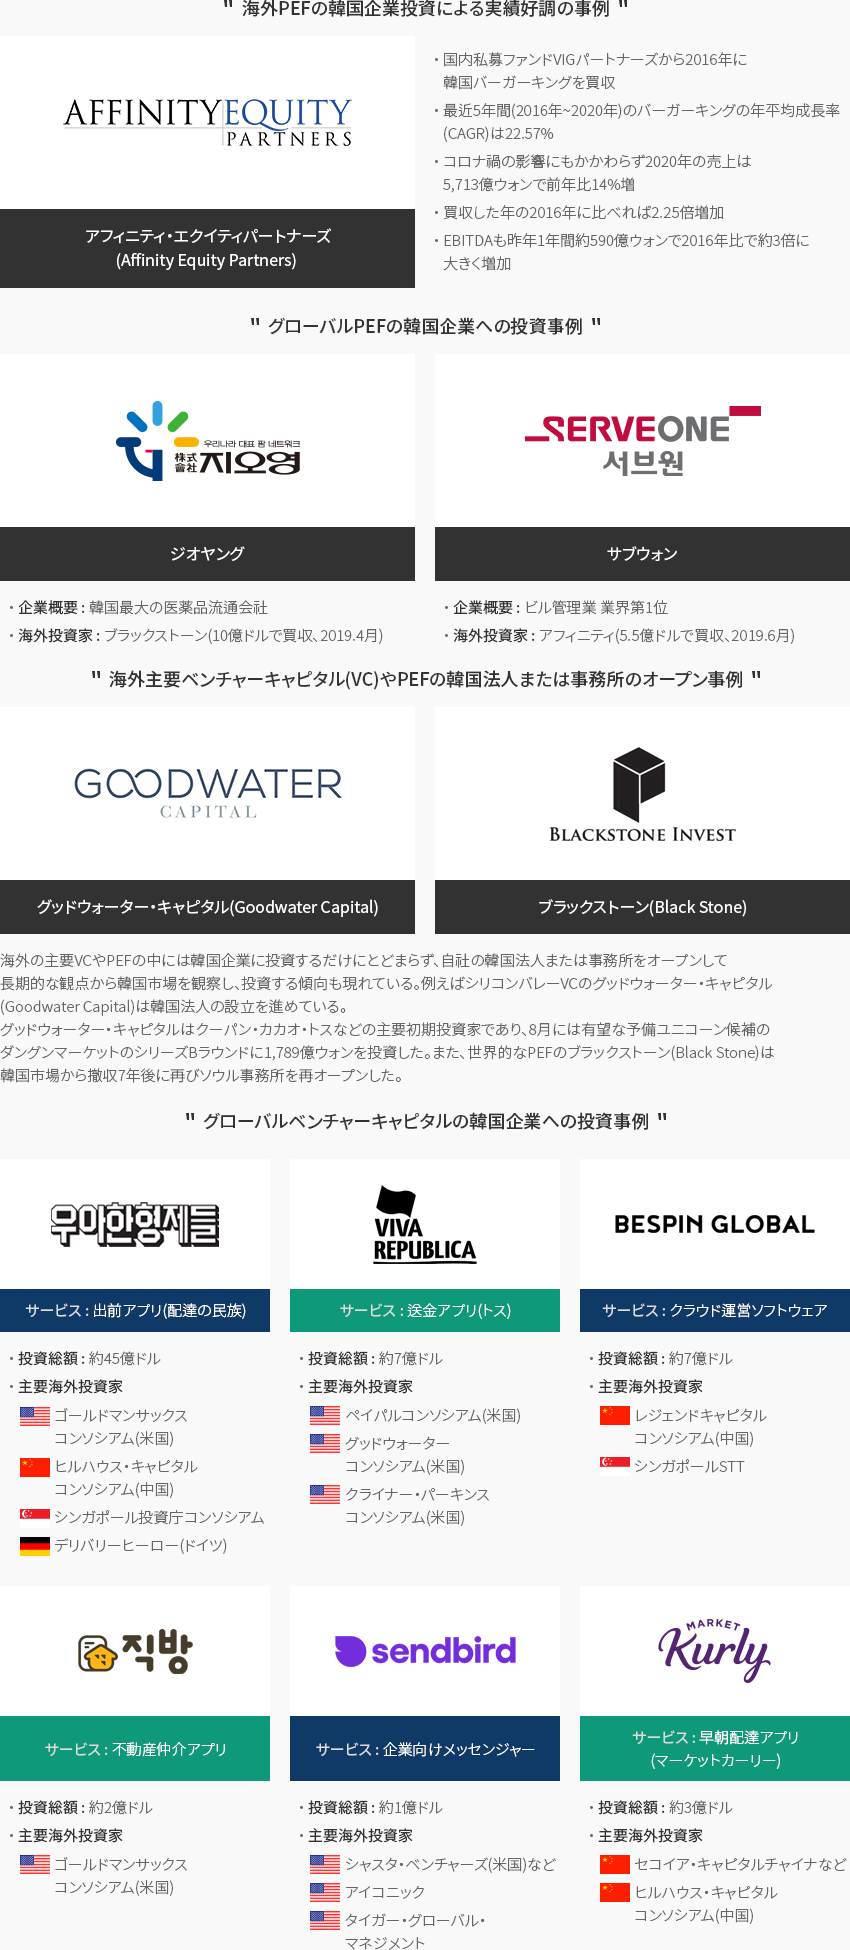 " 海外PEFの韓国企業投資による実績好調の事例 "
AFFINITY EQUITY
PARTNERS
アフィニティ・エクイティパートナーズ
(Affinity Equity Partners)
・国内私募ファンドVIGパートナーズから2016年に
韓国バーガーキングを買収
・最近5年間(2016年~2020年)のバーガーキングの年平均成長率
(CAGR)は22.57%
・コロナ禍の影響にもかかわらず2020年の売上は
5,713億ウォンで前年比14%増
・買収した年の2016年に比べれば2.25倍増加
・EBITDAも昨年1年間約590億ウォンで2016年比で約3倍に
大きく増加
" グローバルPEFの韓国企業への投資事例 "
우리나라 대표 팜 네트워크
株式
會社 지오영
ジオヤング
・企業概要 : 韓国最大の医薬品流通会社
・海外投資家 : ブラックストーン(10億ドルで買収、2019.4月)
SERVEONE
서브원
サブウォン
・企業概要 : ビル管理業 業界第1位
・海外投資家 : アフィニティ(5.5億ドルで買収、2019.6月)
" 海外主要ベンチャーキャピタル(VC)やPEFの韓国法人または事務所のオープン事例 "
GOODWATER
CAPITAL
グッドウォーター・キャピタル(Goodwater Capital)
BLACKSTONE INVEST
ブラックストーン(Black Stone)
海外の主要VCやPEFの中には韓国企業に投資するだけにとどまらず、自社の韓国法人または事務所をオープンして
長期的な観点から韓国市場を観察し、投資する傾向も現れている。例えばシリコンバレーVCのグッドウォーター・キャピタル
(Goodwater Capital)は韓国法人の設立を進めている。
グッドウォーター・キャピタルはクーパン・カカオ・トスなどの主要初期投資家であり、8月には有望な予備ユニコーン候補の
ダングンマーケットのシリーズBラウンドに1,789億ウォンを投資した。また、世界的なPEFのブラックストーン(Black Stone)は
韓国市場から撤収7年後に再びソウル事務所を再オープンした。
" グローバルベンチャーキャピタルの韓国企業への投資事例 "
우아한형제들
サービス : 出前アプリ(配達の民族)
・投資総額 : 約45億ドル
・主要海外投資家
ゴールドマンサックス
コンソシアム(米国)
ヒルハウス・キャピタル
コンソシアム(中国)
シンガポール投資庁コンソシアム
デリバリーヒーロー(ドイツ)
VIVA
REPUBLICA
サービス : 送金アプリ(トス)
・投資総額 : 約7億ドル
・主要海外投資家
ペイパルコンソシアム(米国)
グッドウォーター
コンソシアム(米国)
クライナー・パーキンス
コンソシアム(米国)
BESPIN GLOBAL
サービス : クラウド運営ソフトウェア
・投資総額 : 約7億ドル
・主要海外投資家
レジェンドキャピタル
コンソシアム(中国)
シンガポールSTT
직방
サービス : 不動産仲介アプリ
・投資総額 : 約2億ドル
・主要海外投資家
ゴールドマンサックス
コンソシアム(米国)
sendbird
サービス : 企業向けメッセンジャー
・投資総額 : 約1億ドル
・主要海外投資家
シャスタ・ベンチャーズ(米国)など
アイコニック
タイガー・グローバル・
マネジメント
MARKET
Kurly
サービス : 早朝配達アプリ
(マーケットカーリー)
・投資総額 : 約3億ドル
・主要海外投資家
セコイア・キャピタルチャイナなど
ヒルハウス・キャピタル
コンソシアム(中国)